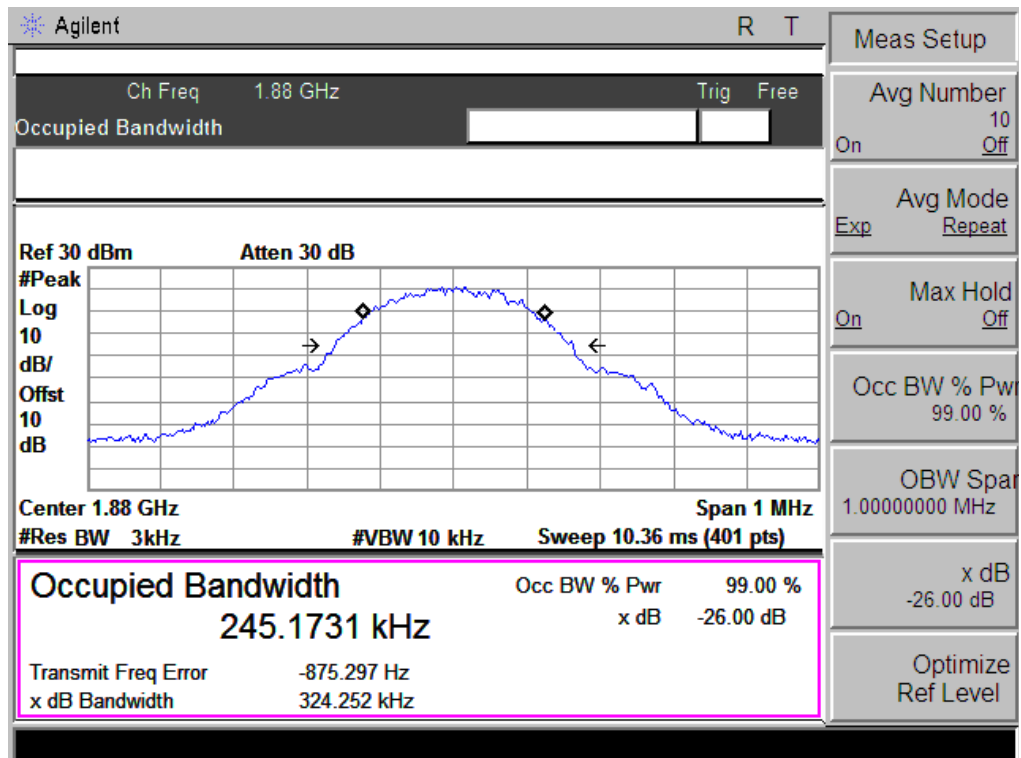 Agilent R T
Ch Freq 1.88 GHz Trig Free
Occupied Bandwidth
Ref 30 dBm Atten 30 dB
#Peak
Log
10
dB/
Offst
10
dB
Center 1.88 GHz Span 1 MHz
#Res BW 3kHz #VBW 10 kHz Sweep 10.36 ms (401 pts)
Occupied Bandwidth
245.1731 kHz
Occ BW % Pwr 99.00 %
x dB -26.00 dB
Transmit Freq Error -875.297 Hz
x dB Bandwidth 324.252 kHz
Meas Setup
Avg Number
10
On Off
Avg Mode
Exp Repeat
Max Hold
On Off
Occ BW % Pwr
99.00 %
OBW Span
1.00000000 MHz
x dB
-26.00 dB
Optimize
Ref Level